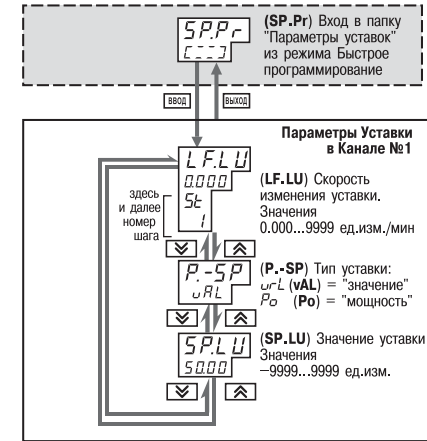 SP.Pr
[---]
(SP.Pr) Вход в папку
"Параметры уставок"
из режима Быстрое
программирование
ВВОД
ВЫХОД
Параметры Уставки
в Канале №1
LF.LU
0.000
St
1
здесь
и далее
номер
шага
(LF.LU) Скорость
изменения уставки.
Значения
0.000...9999 ед.изм./мин
P.-SP
vAL
(P.-SP) Тип уставки:
vrL (vAL) = "значение"
Po (Po) = "мощность"
SP.LU
50.00
(SP.LU) Значение уставки
Значения
–9999...9999 ед.изм.